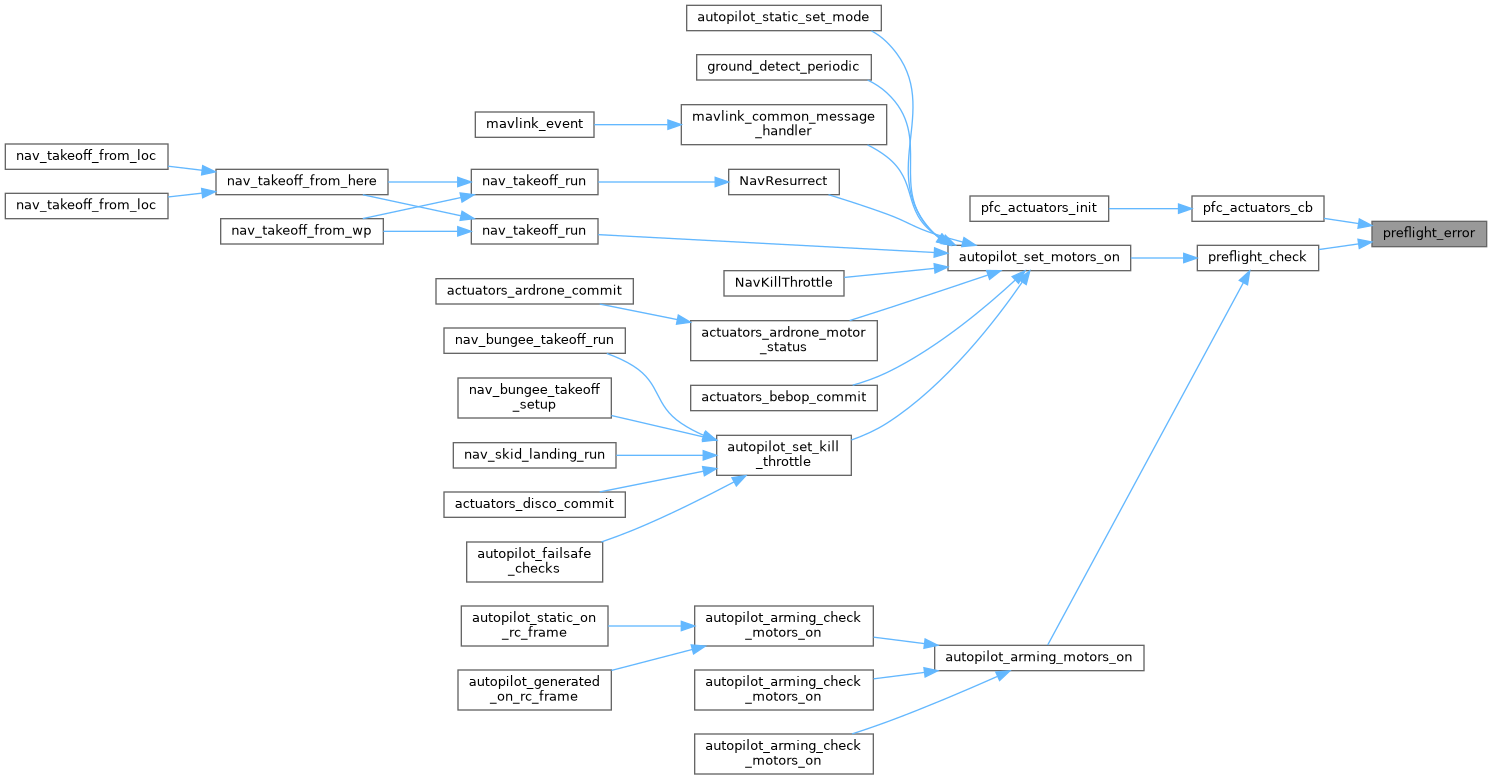 autopilot_static_set_mode
ground_detect_periodic
mavlink_common_message
_handler
mavlink_event
nav_takeoff_from_loc
nav_takeoff_from_here
nav_takeoff_run
NavResurrect
nav_takeoff_from_loc
pfc_actuators_init
pfc_actuators_cb
nav_takeoff_from_wp
nav_takeoff_run
preflight_error
autopilot_set_motors_on
preflight_check
NavKillThrottle
actuators_ardrone_commit
actuators_ardrone_motor
_status
nav_bungee_takeoff_run
nav_bungee_takeoff
_setup
actuators_bebop_commit
nav_skid_landing_run
autopilot_set_kill
_throttle
actuators_disco_commit
autopilot_failsafe
_checks
autopilot_static_on
_rc_frame
autopilot_arming_check
_motors_on
autopilot_arming_motors_on
autopilot_generated
_on_rc_frame
autopilot_arming_check
_motors_on
autopilot_arming_check
_motors_on